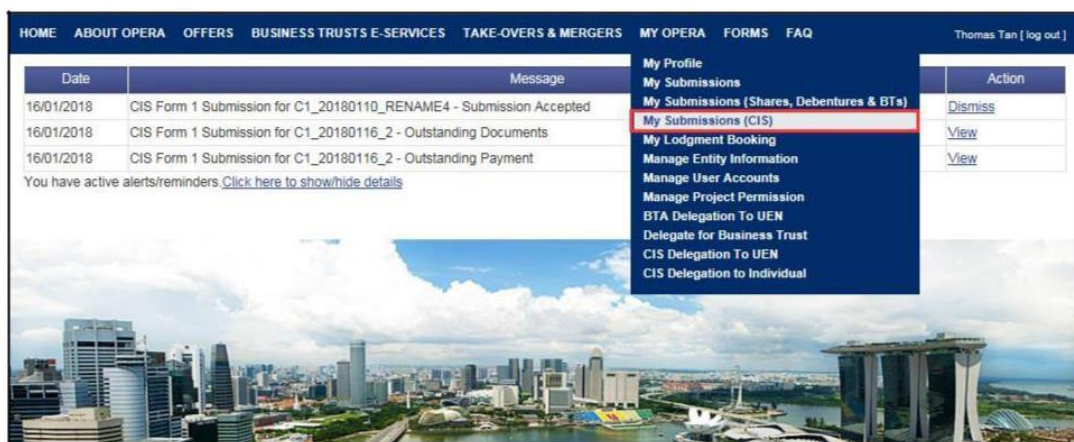 HOME ABOUT OPERA OFFERS BUSINESS TRUSTS E-SERVICES TAKE-OVERS & MERGERS MY OPERA FORMS FAQ Thomas Tan [ log out ]
Date Message Action
16/01/2018 CIS Form 1 Submission for C1_20180110_RENAME4 - Submission Accepted Dismiss
16/01/2018 CIS Form 1 Submission for C1_20180116_2 - Outstanding Documents View
16/01/2018 CIS Form 1 Submission for C1_20180116_2 - Outstanding Payment View
You have active alerts/reminders.Click here to show/hide details
My Profile
My Submissions
My Submissions (Shares, Debentures & BTs)
My Submissions (CIS)
My Lodgment Booking
Manage Entity Information
Manage User Accounts
Manage Project Permission
BTA Delegation To UEN
Delegate for Business Trust
CIS Delegation To UEN
CIS Delegation to Individual